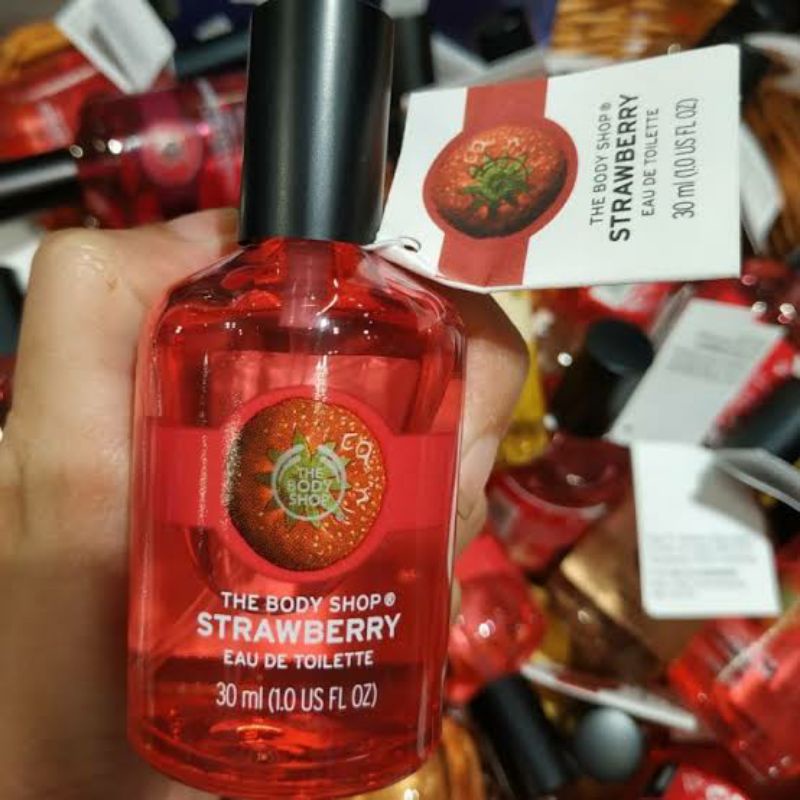 THE BODY SHOP®
STRAWBERRY
EAU DE TOILETTE
30 ml (1.0 US FL OZ)
THE
BODY
SHOP
THE BODY SHOP®
STRAWBERRY
EAU DE TOILETTE
30 ml (1.0 US FL OZ)